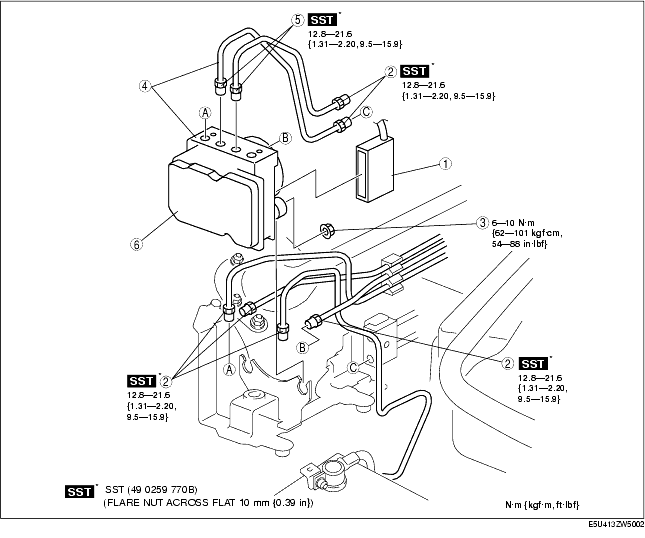 5 SST*
12.8—21.6
{1.31—2.20, 9.5—15.9}
2 SST*
12.8—21.6
{1.31—2.20, 9.5—15.9}
4
A
C
B
1
3 6—10 N·m
{62—101 kgf·cm,
54—88 in·lbf}
6
B
A
C
SST* 2
12.8—21.6
{1.31—2.20,
9.5—15.9}
2 SST*
12.8—21.6
{1.31—2.20,
9.5—15.9}
SST* SST (49 0259 770B)
(FLARE NUT ACROSS FLAT 10 mm {0.39 in})
N·m {kgf·m, ft·lbf}
E5U413ZW5002